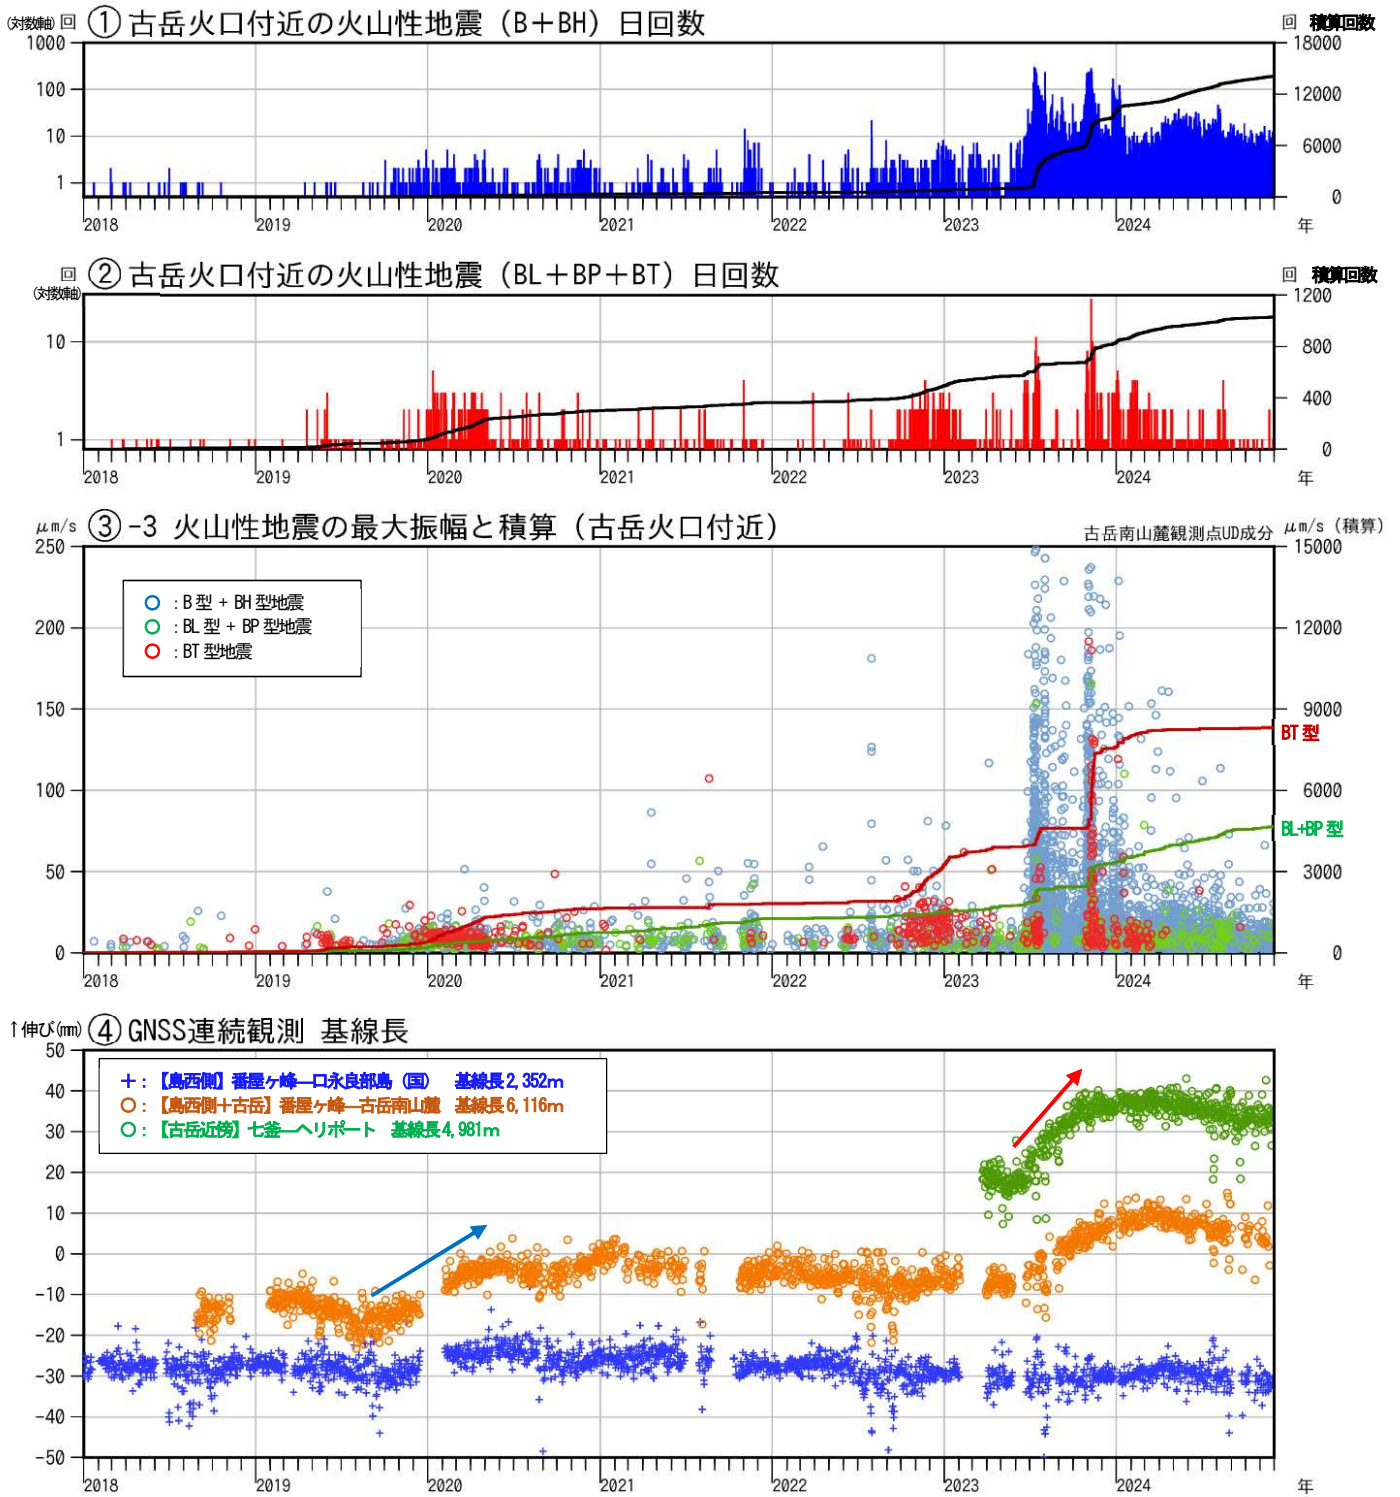 (対数軸) 回 ① 古岳火口付近の火山性地震（B＋BH）日回数 回 積算回数
1000 18000
100 12000
10 6000
1 0
2018 2019 2020 2021 2022 2023 2024 年
回 ② 古岳火口付近の火山性地震（BL＋BP＋BT）日回数 回 積算回数
(対数軸) 1200
10 800
400
1 0
2018 2019 2020 2021 2022 2023 2024 年
μm/s ③-3 火山性地震の最大振幅と積算（古岳火口付近） 古岳南山麓観測点UD成分 μm/s（積算）
250 15000
○ ：B型 + BH型地震
200 ○ ：BL型 + BP型地震 12000
○ ：BT型地震
150 9000
BT型
100 6000
BL+BP型
50 3000
0 0
2018 2019 2020 2021 2022 2023 2024 年
↑伸び(mm) ④ GNSS連続観測 基線長
50
+：【島西側】番屋ヶ峰―口永良部島（国） 基線長2,352m
40
○：【島西側＋古岳】番屋ヶ峰―古岳南山麓 基線長6,116m
30
○：【古岳近傍】七釜―ヘリポート 基線長4,981m
20
10
0
-10
-20
-30
-40
-50
2018 2019 2020 2021 2022 2023 2024 年